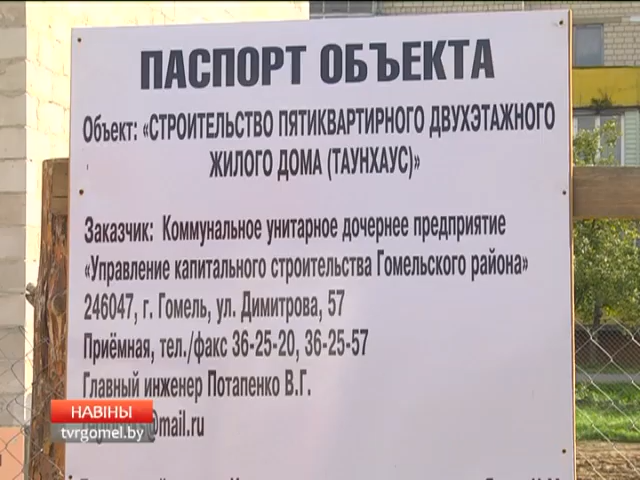 ПАСПОРТ ОБЪЕКТА
Объект: «СТРОИТЕЛЬСТВО ПЯТИКВАРТИРНОГО ДВУХЭТАЖНОГО
ЖИЛОГО ДОМА (ТАУНХАУС)»
Заказчик: Коммунальное унитарное дочернее предприятие
«Управление капитального строительства Гомельского района»
246047, г. Гомель, ул. Димитрова, 57
Приёмная, тел./факс 36-25-20, 36-25-57
Главный инженер Потапенко В.Г.
@mail.ru
НАВІНЫ
tvrgomel.by